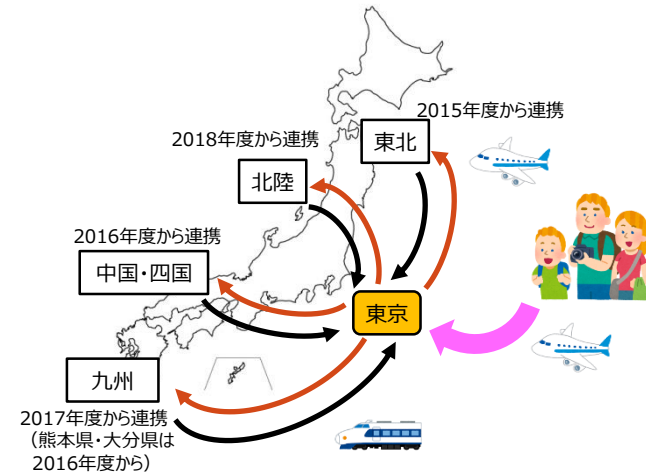 2015年度から連携
東北
2018年度から連携
北陸
2016年度から連携
中国・四国
東京
九州
2017年度から連携
（熊本県・大分県は
2016年度から）